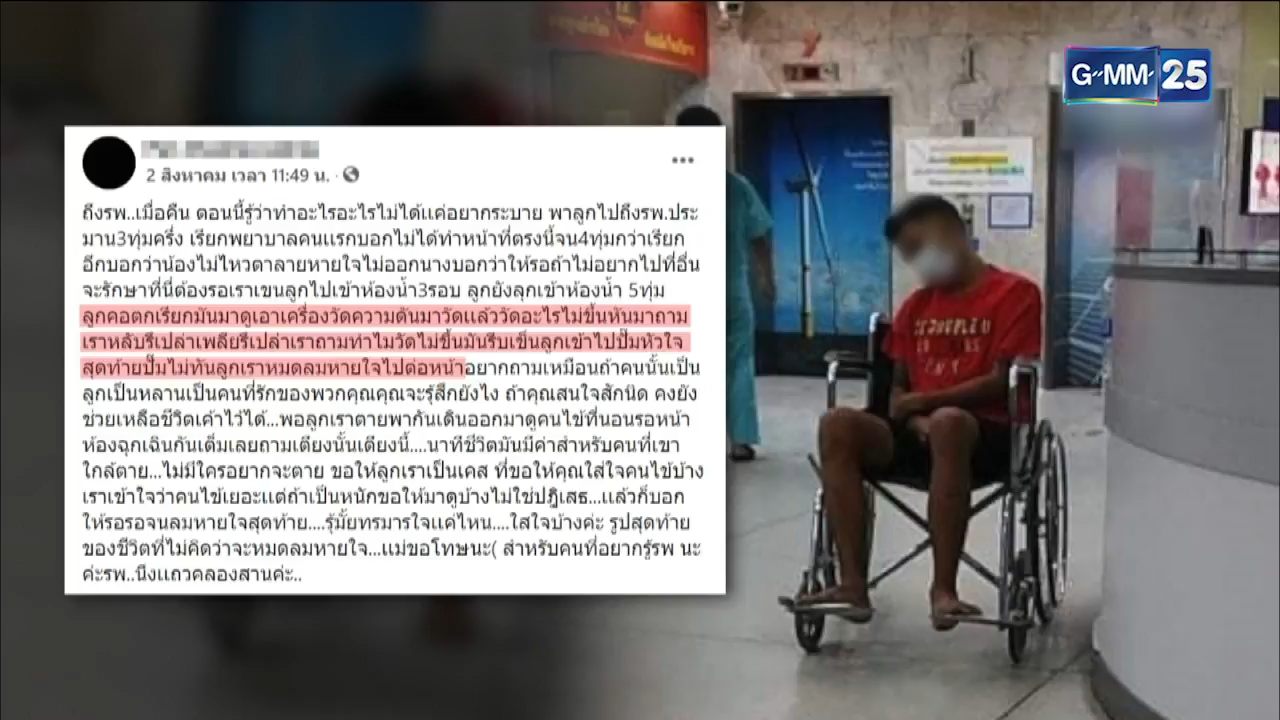 G-MM 25
2 สิงหาคม เวลา 11:49 น. ·
ถึงรพ..เมื่อคืน ตอนนี้รู้ว่าทำอะไรอะไรไม่ได้แค่อยากระบาย พาลูกไปถึงรพ.ประ
มาน3ทุ่มครึ่ง เรียกพยาบาลคนแรกบอกไม่ได้ทำหน้าที่ตรงนี้จน4ทุ่มกว่าเรียก
อีกบอกว่าน้องไม่ไหวตาลายหายใจไม่ออกนางบอกว่าให้รอถ้าไม่อยากไปที่อื่น
จะรักษาที่นี่ต้องรอเราเขนลูกไปเข้าห้องน้ำ3รอบ ลูกยังลุกเข้าห้องน้ำ 5ทุ่ม
ลูกคอตกเรียกมันมาดูเอาเครื่องวัดความดันมาวัดแล้ววัดอะไรไม่ขึ้นหันมาถาม
เราหลับรึเปล่าเพลียรึเปล่าเราถามทำไมวัดไม่ขึ้นมันรีบเข็นลูกเข้าไปปั๊มหัวใจ
สุดท้ายปั๊มไม่ทันลูกเราหมดลมหายใจไปต่อหน้าอยากถามเหมือนถ้าคนนั้นเป็น
ลูกเป็นหลานเป็นคนที่รักของพวกคุณคุณจะรุ้สึกยังไง ถ้าคุณสนใจสักนิด คงยัง
ช่วยเหลือชีวิตเค้าไว้ได้...พอลูกเราตายพากันเดินออกมาดูคนไข้ที่นอนรอหน้า
ห้องฉุกเฉินกันเต็มเลยถามเตียงนั้นเตียงนี้....นาทีชีวิตมันมีค่าสำหรับคนที่เขา
ใกล้ตาย...ไม่มีใครอยากจะตาย ขอให้ลูกเราเป็นเคส ที่ขอให้คุณใส่ใจคนไข้บ้าง
เราเข้าใจว่าคนไข้เยอะแต่ถ้าเป็นหนักขอให้มาดูบ้างไม่ใช่ปฎิเสธ...แล้วก็บอก
ให้รอรอจนลมหายใจสุดท้าย....รุ้มั้ยทรมารใจแค่ไหน....ใสใจบ้างค่ะ รูปสุดท้าย
ของชีวิตที่ไม่คิดว่าจะหมดลมหายใจ...แม่ขอโทษนะ( สำหรับคนที่อยากรู้รพ นะ
ค่ะรพ..นึงแถวคลองสานค่ะ..